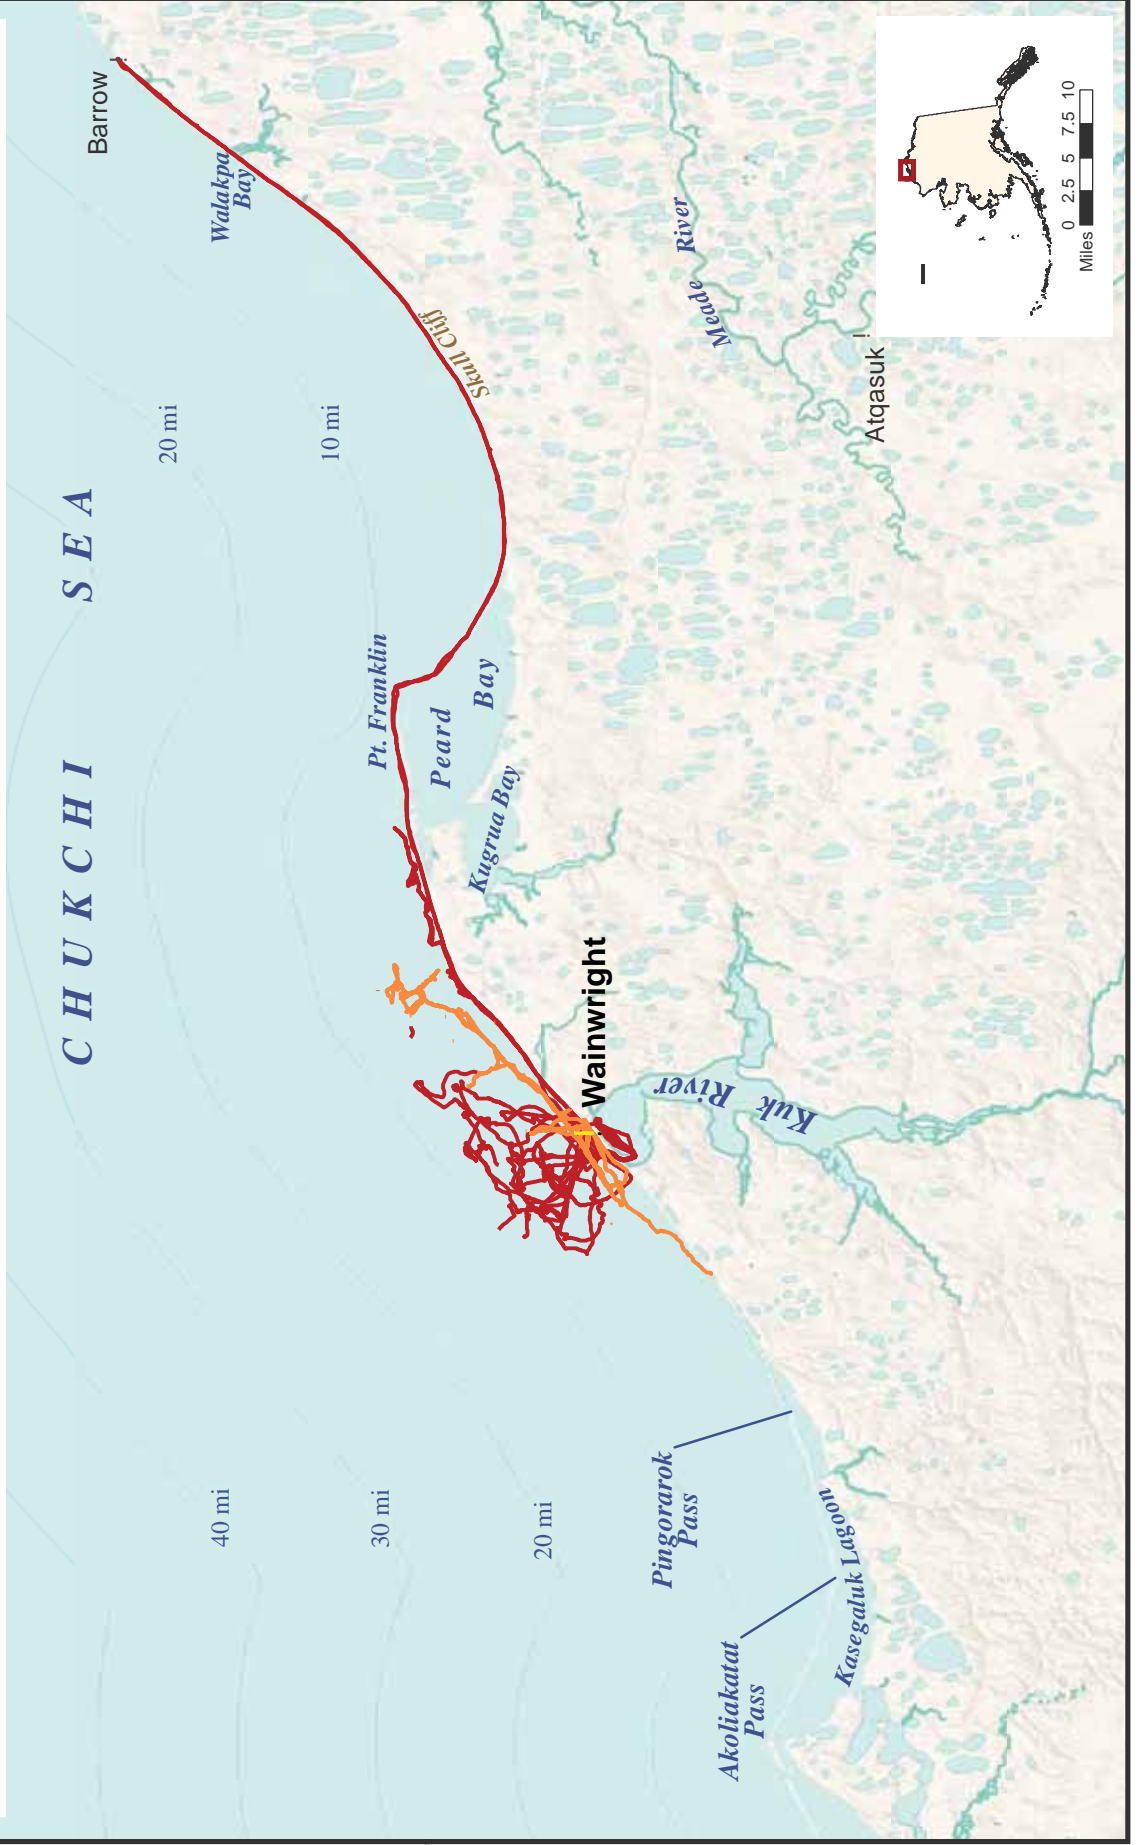 CHUKCHI SEA
Barrow
Walakpa
Bay
Skull Cliff
20 mi
10 mi
Pt. Franklin
Peard
Bay
Kugrua Bay
Meade River
Atqasuk
Wainwright
Kuk River
40 mi
30 mi
20 mi
Pingorarok
Pass
Akoliakatat
Pass
Kasegaluk Lagoon
0 2.5 5 7.5 10
Miles